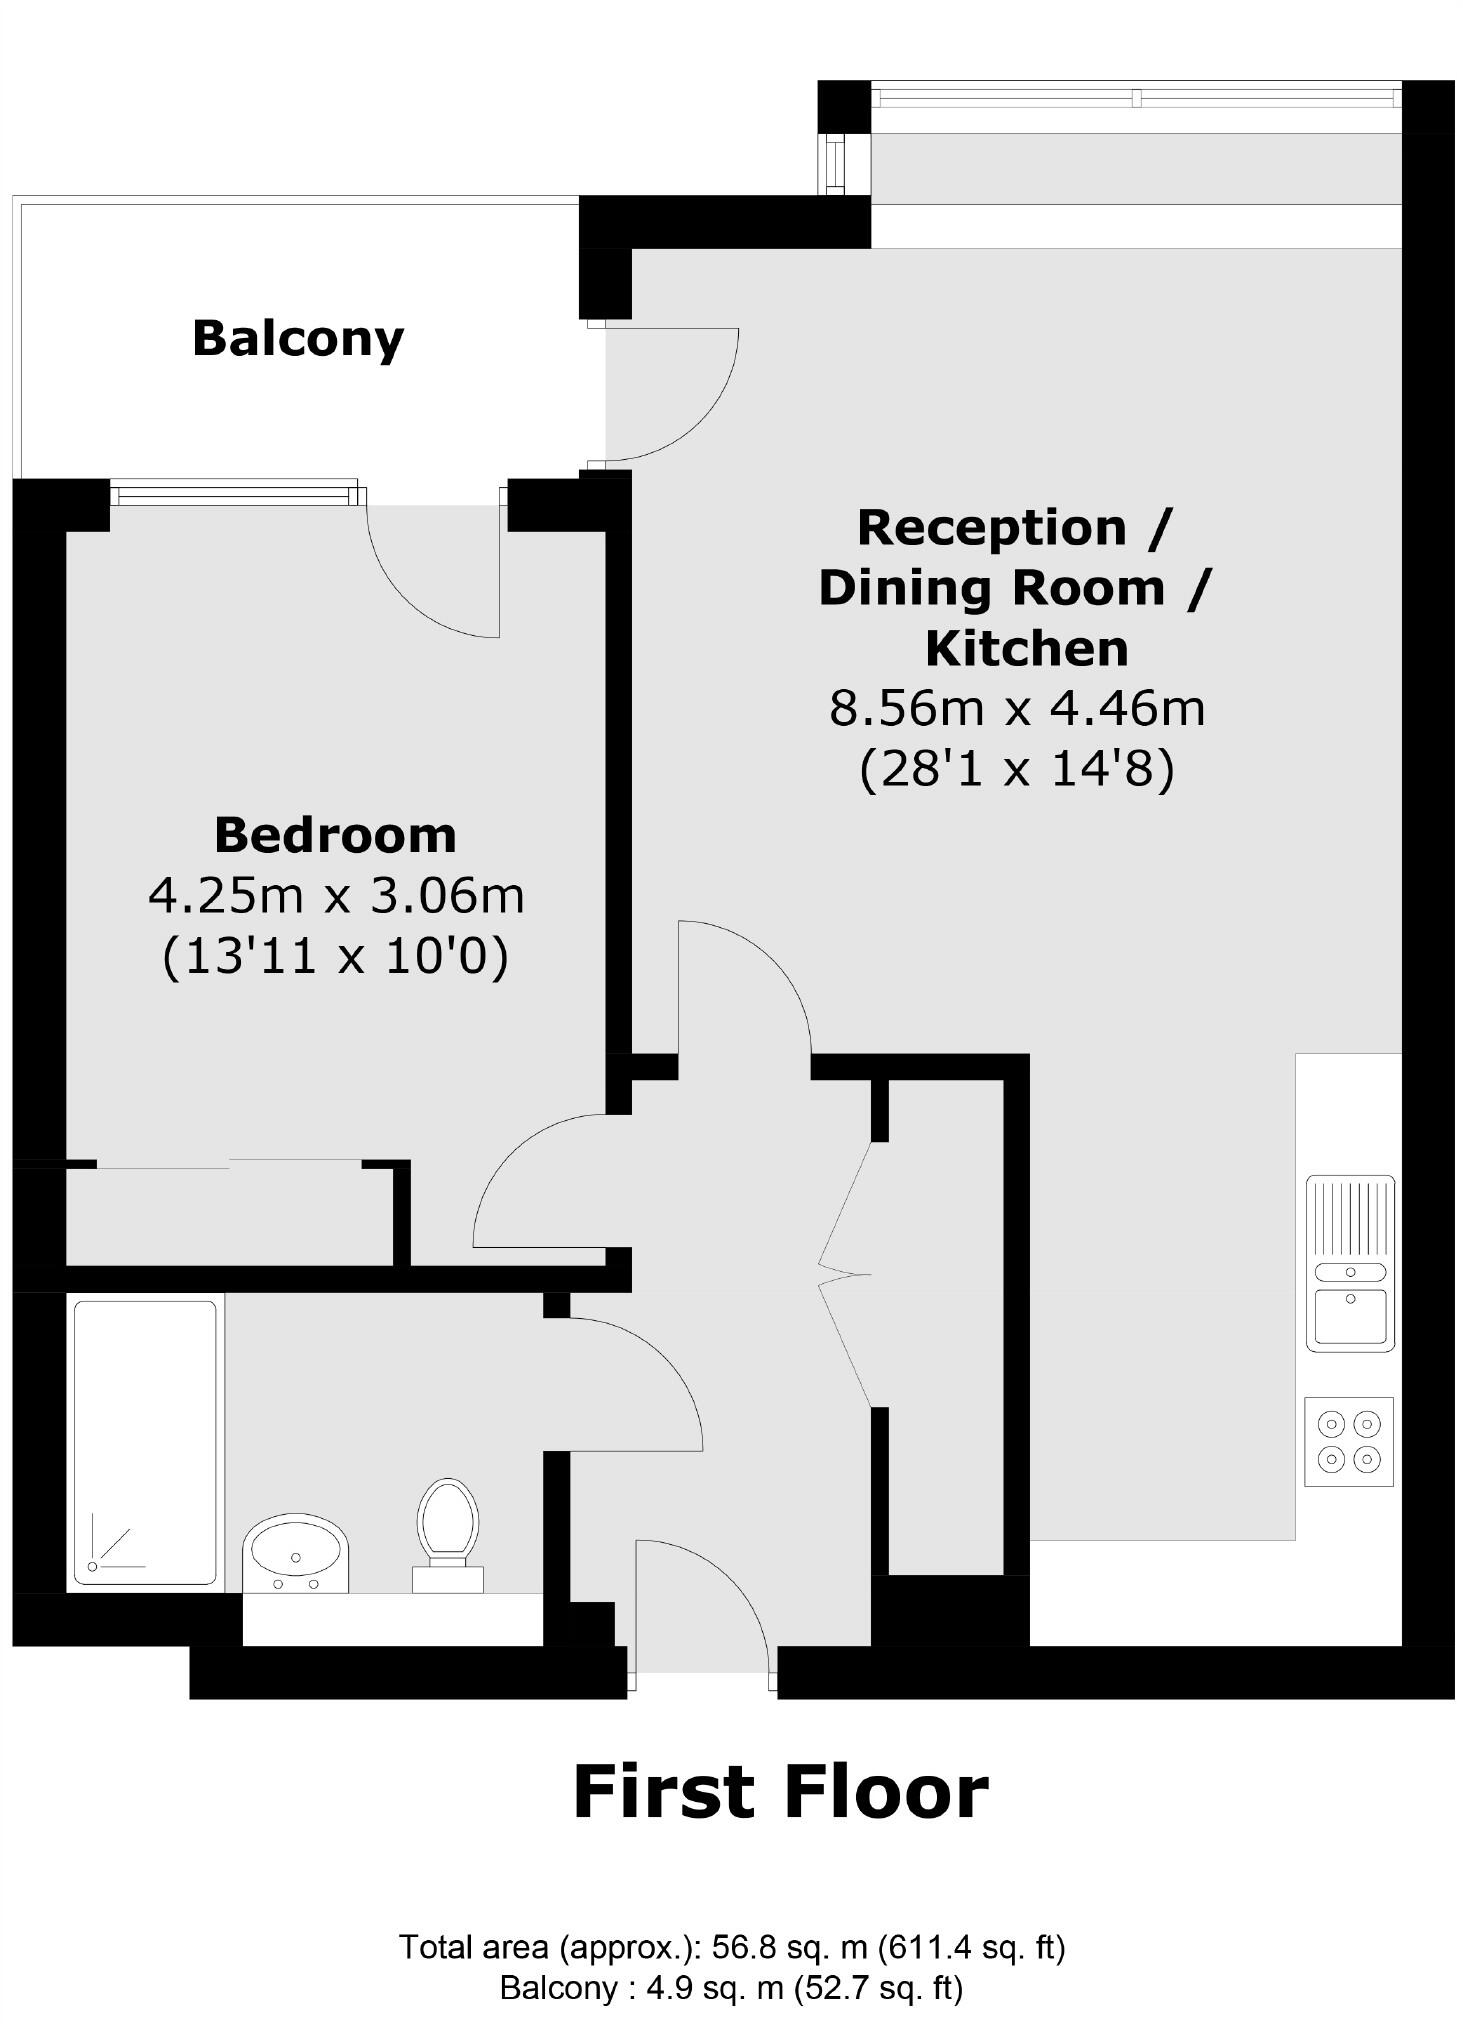 Balcony
Reception /
Dining Room /
Kitchen
8.56m x 4.46m
(28'1 x 14'8)
Bedroom
4.25m x 3.06m
(13'11 x 10'0)
First Floor
Total area (approx.): 56.8 sq. m (611.4 sq. ft)
Balcony : 4.9 sq. m (52.7 sq. ft)